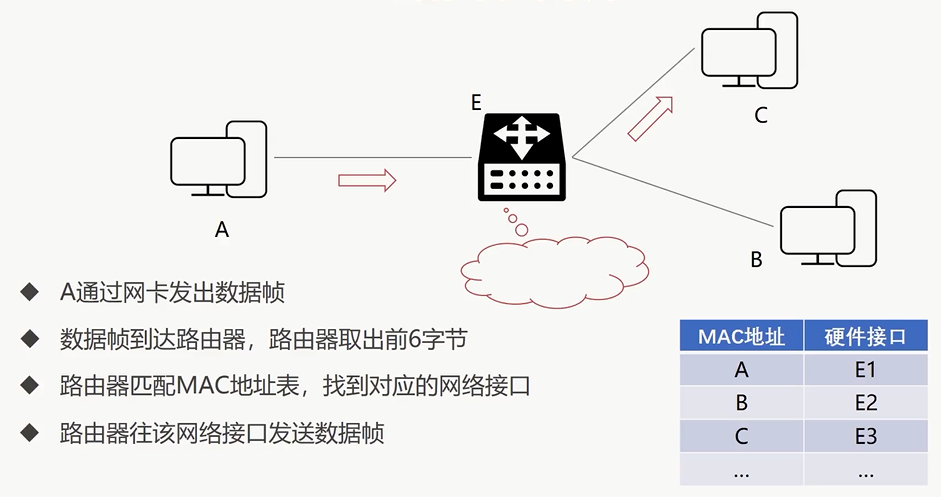 E
C
A
B
A通过网卡发出数据帧
数据帧到达路由器，路由器取出前6字节
路由器匹配MAC地址表，找到对应的网络接口
路由器往该网络接口发送数据帧
MAC地址 硬件接口
A E1
B E2
C E3
... ...